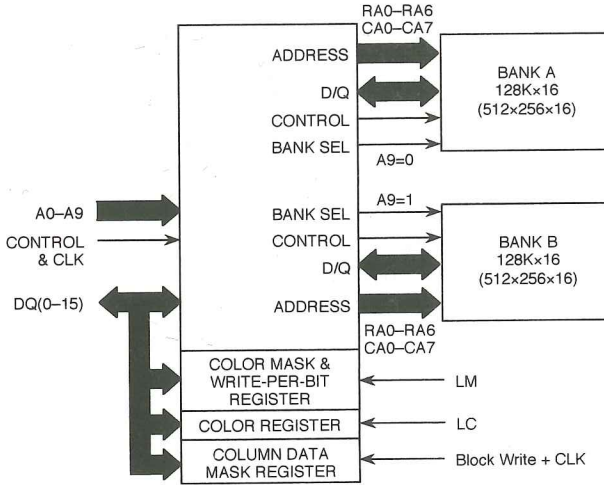 RA0–RA6
CA0–CA7
ADDRESS
D/Q
CONTROL
BANK SEL
A9=0
BANK A
128K×16
(512×256×16)
A0–A9
CONTROL
& CLK
DQ(0–15)
BANK SEL
A9=1
CONTROL
D/Q
ADDRESS
BANK B
128K×16
(512×256×16)
RA0–RA6
CA0–CA7
COLOR MASK &
WRITE-PER-BIT
REGISTER
LM
COLOR REGISTER
LC
COLUMN DATA
MASK REGISTER
Block Write + CLK